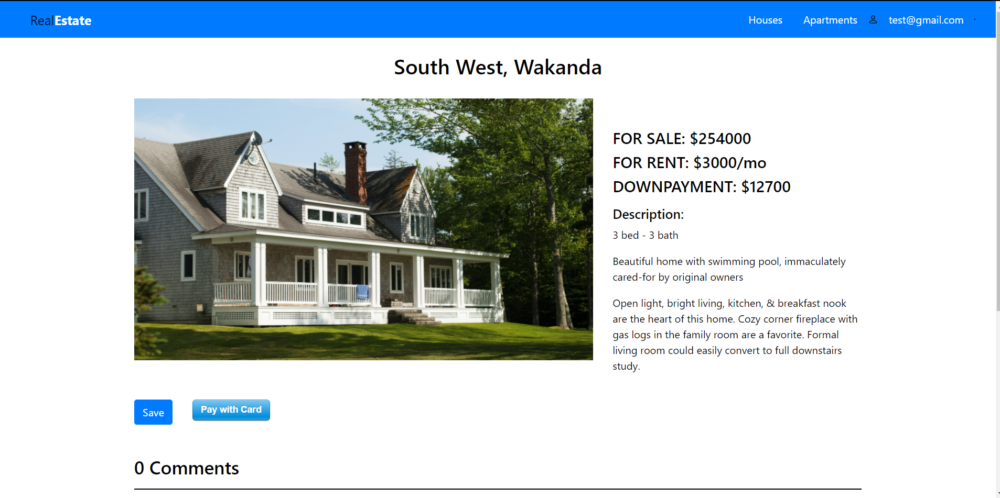 RealEstate
Houses Apartments test@gmail.com
South West, Wakanda
FOR SALE: $254000
FOR RENT: $3000/mo
DOWNPAYMENT: $12700
Description:
3 bed - 3 bath
Beautiful home with swimming pool, immaculately
cared-for by original owners
Open light, bright living, kitchen, & breakfast nook
are the heart of this home. Cozy corner fireplace with
gas logs in the family room are a favorite. Formal
living room could easily convert to full downstairs
study.
Save Pay with Card
0 Comments